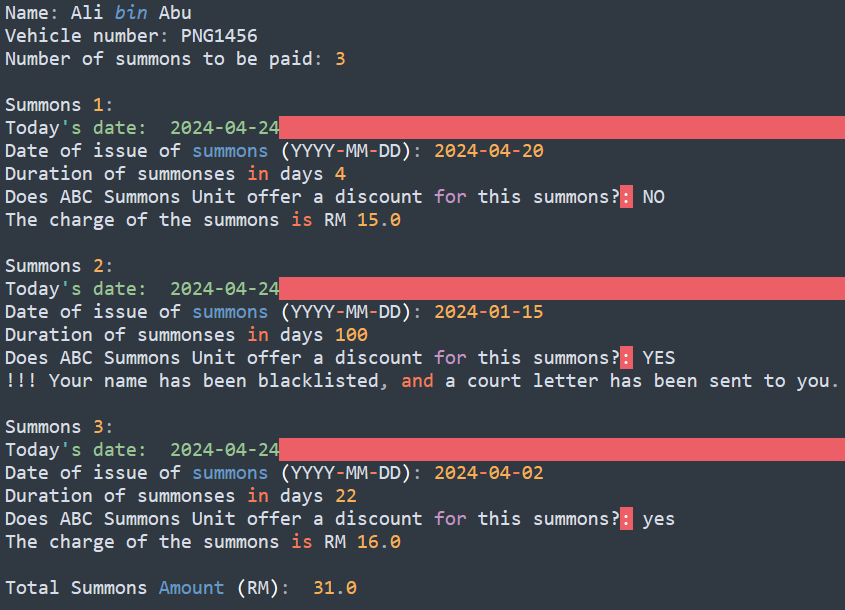 Name: Ali bin Abu
Vehicle number: PNG1456
Number of summons to be paid: 3
Summons 1:
Today's date:  2024-04-24
Date of issue of summons (YYYY-MM-DD): 2024-04-20
Duration of summonses in days 4
Does ABC Summons Unit offer a discount for this summons?: NO
The charge of the summons is RM 15.0
Summons 2:
Today's date:  2024-04-24
Date of issue of summons (YYYY-MM-DD): 2024-01-15
Duration of summonses in days 100
Does ABC Summons Unit offer a discount for this summons?: YES
!!! Your name has been blacklisted, and a court letter has been sent to you.
Summons 3:
Today's date:  2024-04-24
Date of issue of summons (YYYY-MM-DD): 2024-04-02
Duration of summonses in days 22
Does ABC Summons Unit offer a discount for this summons?: yes
The charge of the summons is RM 16.0
Total Summons Amount (RM):  31.0